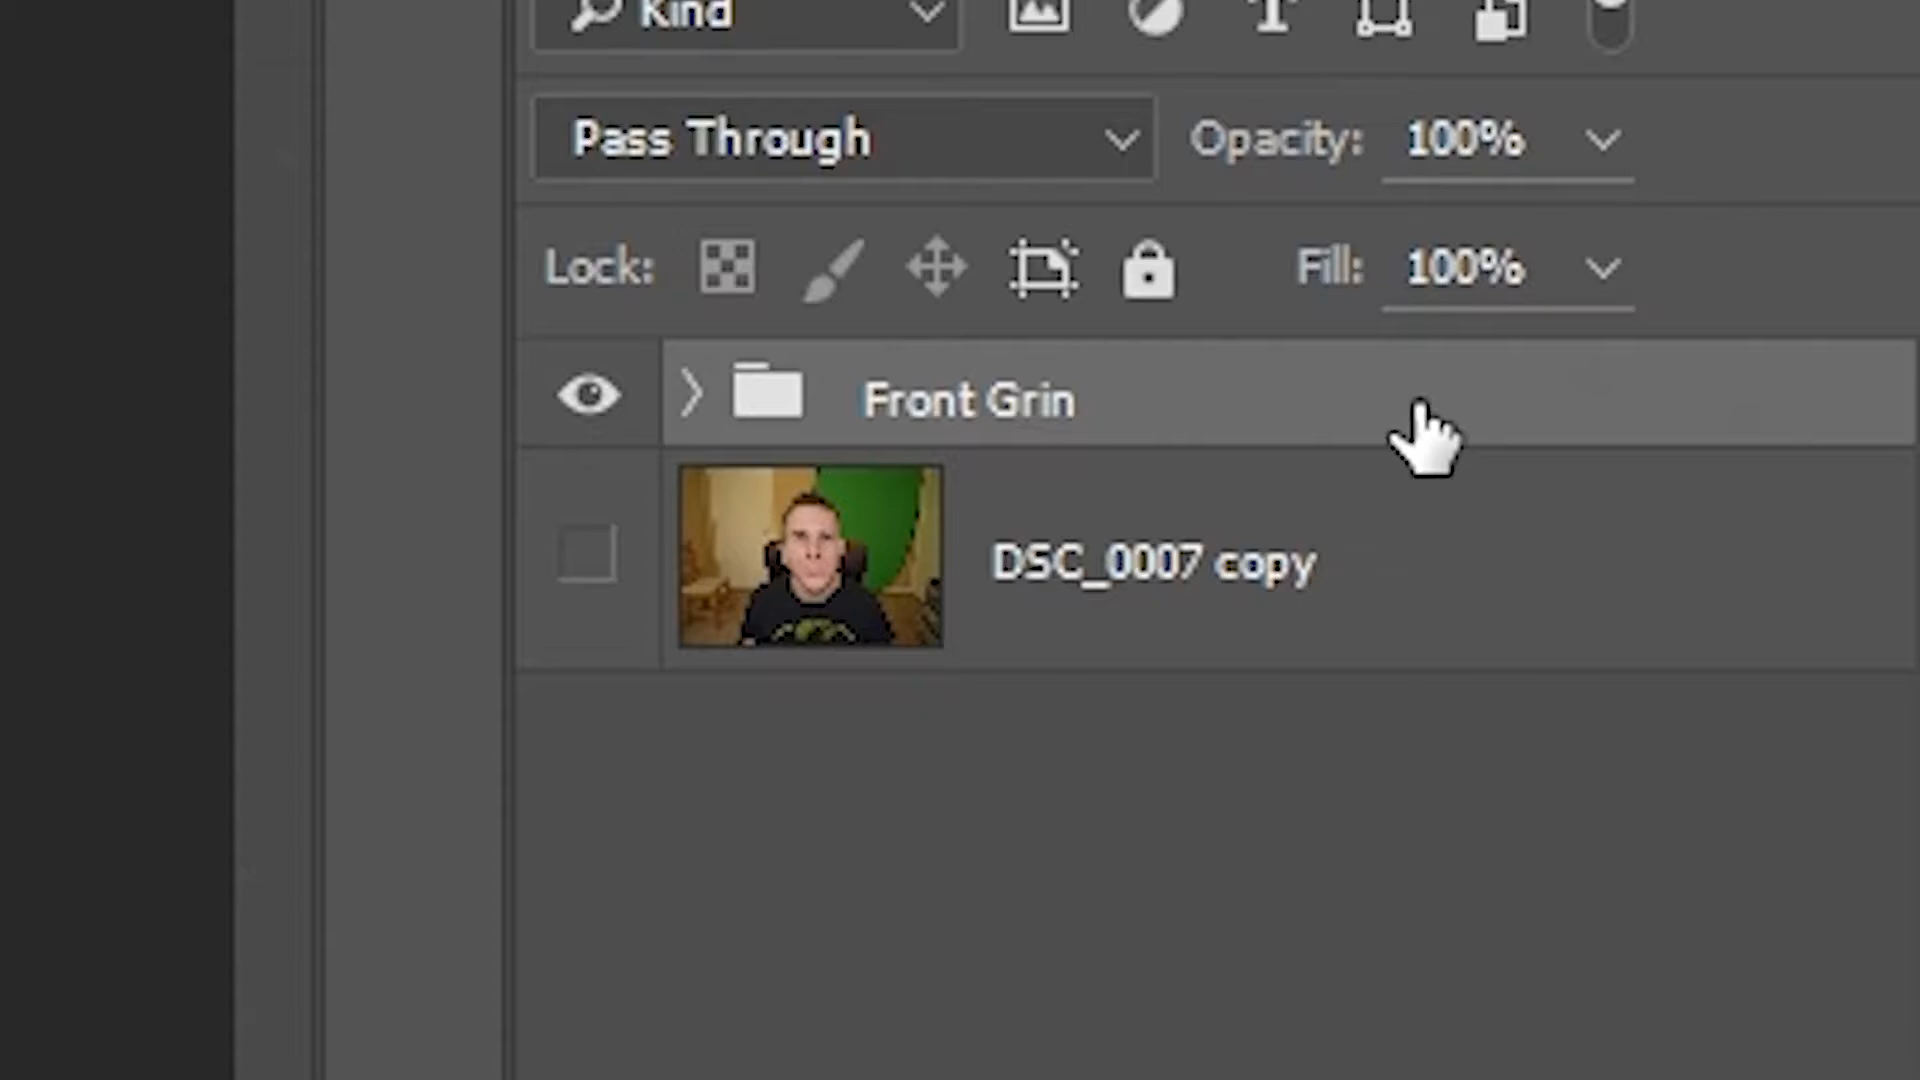 Kind
Pass Through Opacity: 100%
Lock: Fill: 100%
Front Grin
DSC_0007 copy